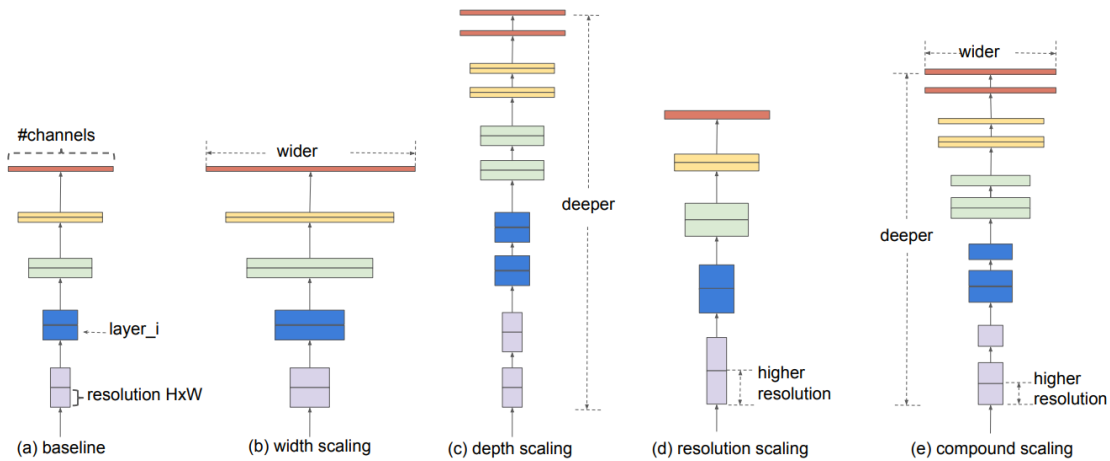 #channels
layer_i
resolution HxW
(a) baseline
wider
(b) width scaling
deeper
(c) depth scaling
higher
resolution
(d) resolution scaling
wider
deeper
higher
resolution
(e) compound scaling